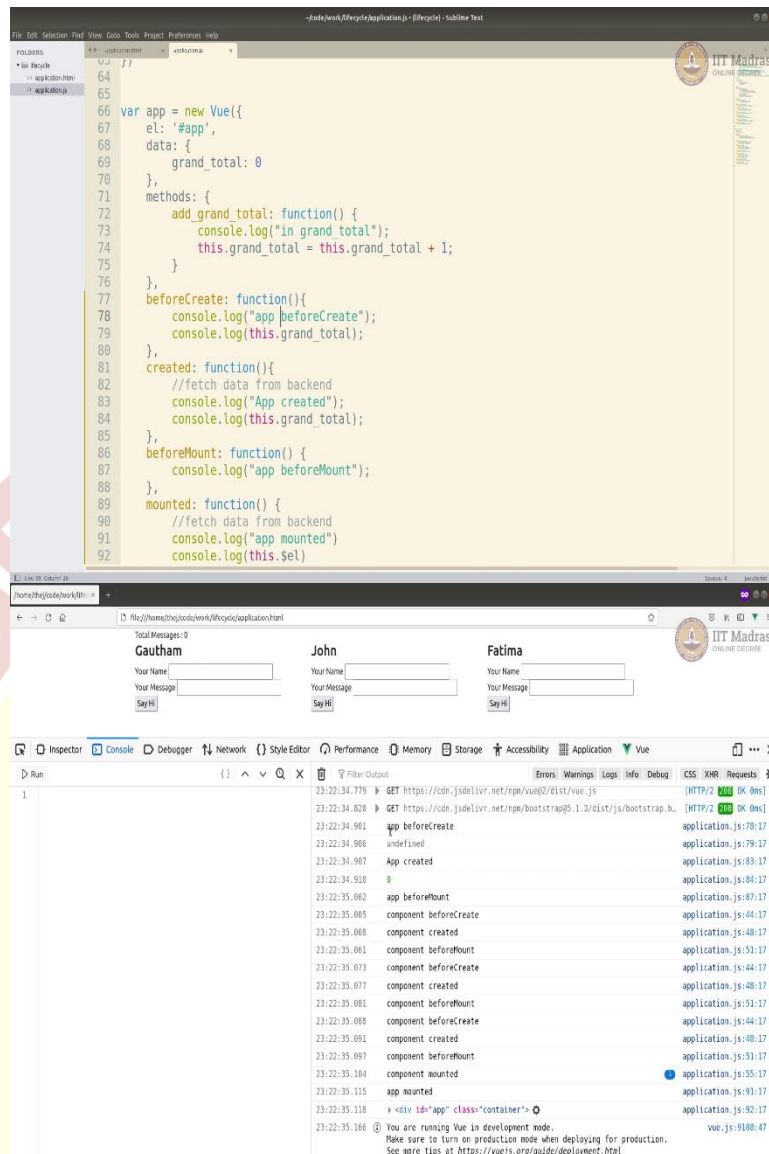 ~/code/work/lifecycle/application.js • (lifecycle) - Sublime Text
File Edit Selection Find View Goto Tools Project Preferences Help
FOLDERS
lifecycle
application.html
application.js
application.html
application.js
IIT Madras
ONLINE DEGREE
63 })
64
65
66 var app = new Vue({
67 el: '#app',
68 data: {
69 grand_total: 0
70 },
71 methods: {
72 add_grand_total: function() {
73 console.log("in grand_total");
74 this.grand_total = this.grand_total + 1;
75 }
76 },
77 beforeCreate: function(){
78 console.log("app beforeCreate");
79 console.log(this.grand_total);
80 },
81 created: function(){
82 //fetch data from backend
83 console.log("App created");
84 console.log(this.grand_total);
85 },
86 beforeMount: function() {
87 console.log("app beforeMount");
88 },
89 mounted: function() {
90 //fetch data from backend
91 console.log("app mounted")
92 console.log(this.$el)
Line 78, Column 26
Spaces: 4 JavaScript
/home/thej/code/work/lifec
file:///home/thej/code/work/lifecycle/application.html
IIT Madras
ONLINE DEGREE
Total Messages : 0
Gautham John Fatima
Your Name Your Name Your Name
Your Message Your Message Your Message
Say Hi Say Hi Say Hi
Inspector Console Debugger Network Style Editor Performance Memory Storage Accessibility Application Vue
Run Filter Output Errors Warnings Logs Info Debug CSS XHR Requests
1
23:22:34.779 GET https://cdn.jsdelivr.net/npm/vue@2/dist/vue.js [HTTP/2 200 OK 0ms]
23:22:34.820 GET https://cdn.jsdelivr.net/npm/bootstrap@5.1.3/dist/js/bootstrap.b… [HTTP/2 200 OK 0ms]
23:22:34.901 app beforeCreate application.js:78:17
23:22:34.906 undefined application.js:79:17
23:22:34.907 App created application.js:83:17
23:22:34.910 0 application.js:84:17
23:22:35.002 app beforeMount application.js:87:17
23:22:35.005 component beforeCreate application.js:44:17
23:22:35.008 component created application.js:48:17
23:22:35.061 component beforeMount application.js:51:17
23:22:35.073 component beforeCreate application.js:44:17
23:22:35.077 component created application.js:48:17
23:22:35.081 component beforeMount application.js:51:17
23:22:35.088 component beforeCreate application.js:44:17
23:22:35.091 component created application.js:48:17
23:22:35.097 component beforeMount application.js:51:17
23:22:35.104 component mounted application.js:55:17
23:22:35.115 app mounted application.js:91:17
23:22:35.118 <div id="app" class="container"> application.js:92:17
23:22:35.166 You are running Vue in development mode. vue.js:9108:47
Make sure to turn on production mode when deploying for production.
See more tips at https://vuejs.org/guide/deployment.html